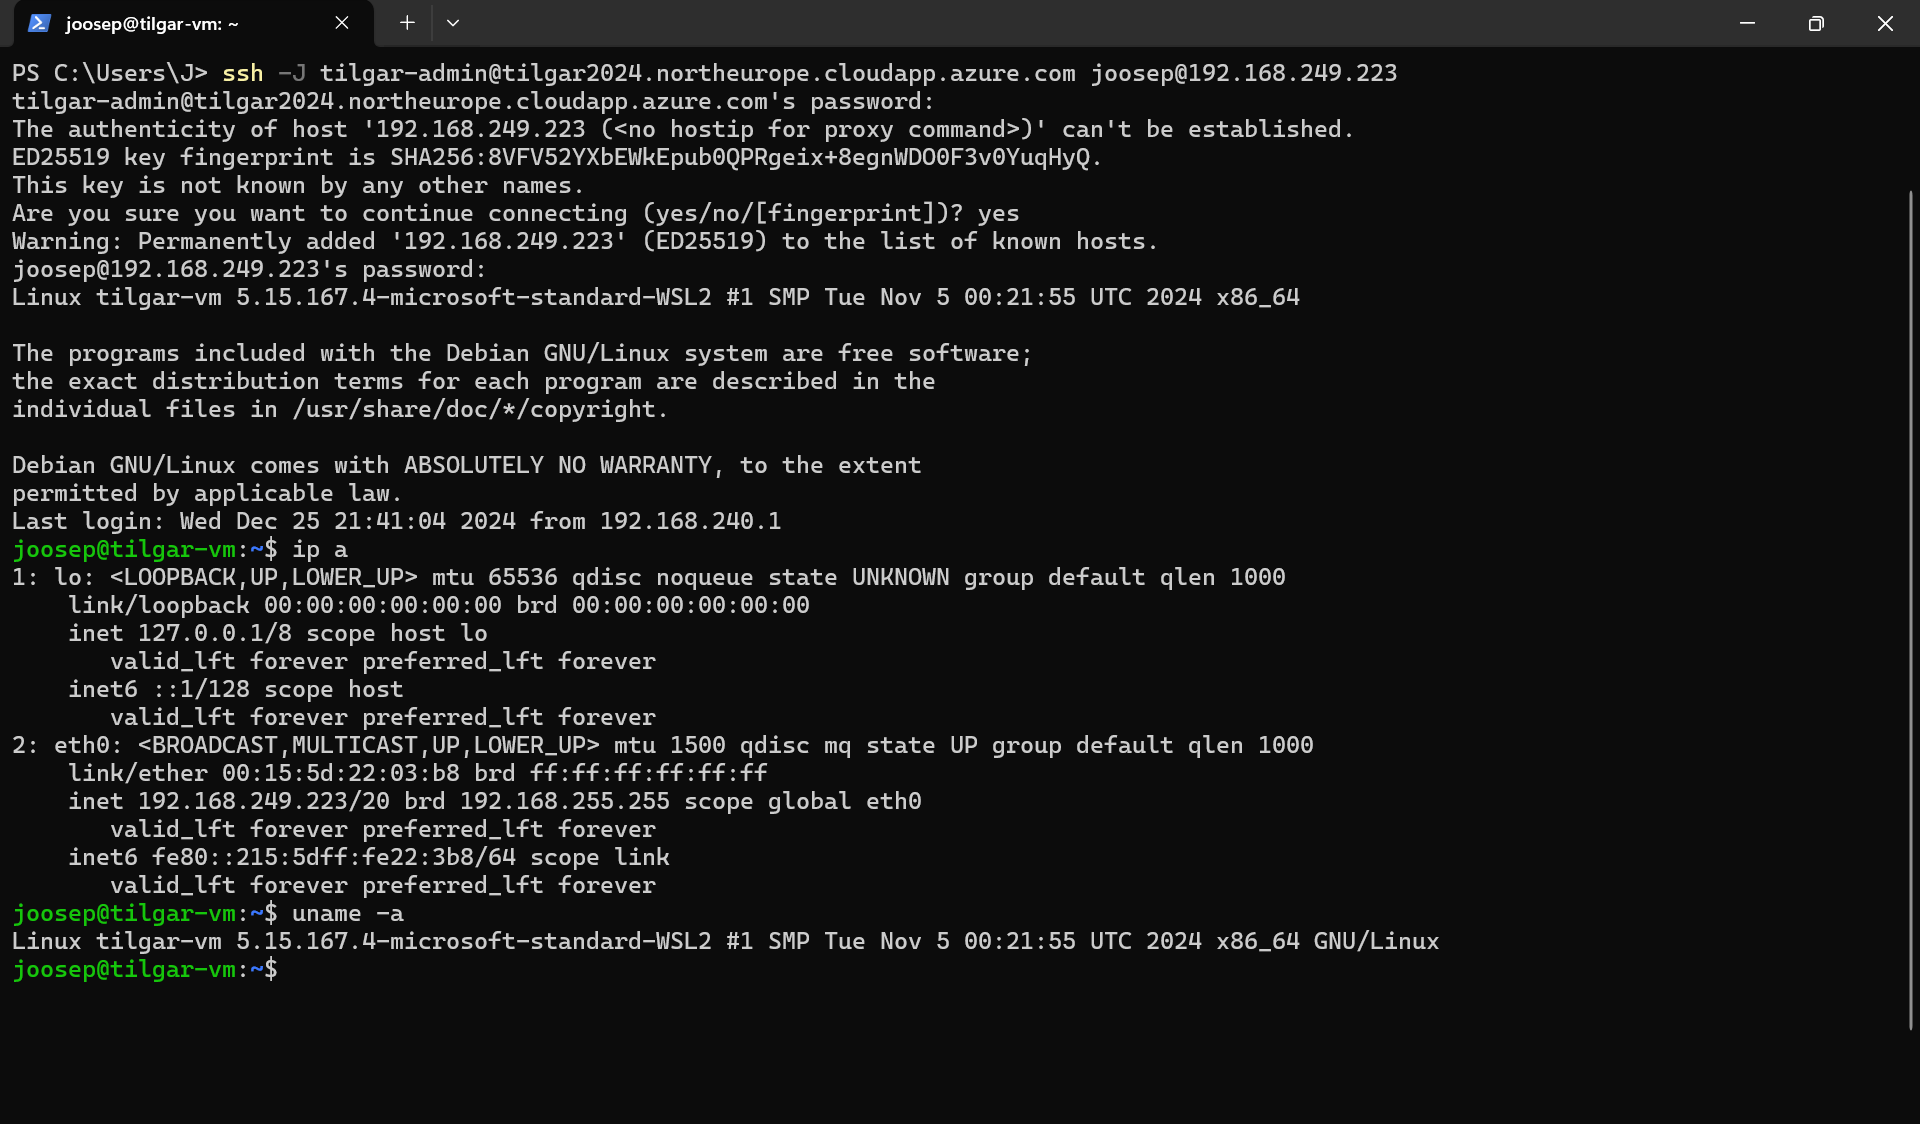 joosep@tilgar-vm: ~
PS C:\Users\J> ssh -J tilgar-admin@tilgar2024.northeurope.cloudapp.azure.com joosep@192.168.249.223
tilgar-admin@tilgar2024.northeurope.cloudapp.azure.com's password:
The authenticity of host '192.168.249.223 (<no hostip for proxy command>)' can't be established.
ED25519 key fingerprint is SHA256:8VFV52YXbEWkEpub0QPRgeix+8egnWDO0F3v0YuqHyQ.
This key is not known by any other names.
Are you sure you want to continue connecting (yes/no/[fingerprint])? yes
Warning: Permanently added '192.168.249.223' (ED25519) to the list of known hosts.
joosep@192.168.249.223's password:
Linux tilgar-vm 5.15.167.4-microsoft-standard-WSL2 #1 SMP Tue Nov 5 00:21:55 UTC 2024 x86_64

The programs included with the Debian GNU/Linux system are free software;
the exact distribution terms for each program are described in the
individual files in /usr/share/doc/*/copyright.

Debian GNU/Linux comes with ABSOLUTELY NO WARRANTY, to the extent
permitted by applicable law.
Last login: Wed Dec 25 21:41:04 2024 from 192.168.240.1
joosep@tilgar-vm:~$ ip a
1: lo: <LOOPBACK,UP,LOWER_UP> mtu 65536 qdisc noqueue state UNKNOWN group default qlen 1000
    link/loopback 00:00:00:00:00:00 brd 00:00:00:00:00:00
    inet 127.0.0.1/8 scope host lo
       valid_lft forever preferred_lft forever
    inet6 ::1/128 scope host
       valid_lft forever preferred_lft forever
2: eth0: <BROADCAST,MULTICAST,UP,LOWER_UP> mtu 1500 qdisc mq state UP group default qlen 1000
    link/ether 00:15:5d:22:03:b8 brd ff:ff:ff:ff:ff:ff
    inet 192.168.249.223/20 brd 192.168.255.255 scope global eth0
       valid_lft forever preferred_lft forever
    inet6 fe80::215:5dff:fe22:3b8/64 scope link
       valid_lft forever preferred_lft forever
joosep@tilgar-vm:~$ uname -a
Linux tilgar-vm 5.15.167.4-microsoft-standard-WSL2 #1 SMP Tue Nov 5 00:21:55 UTC 2024 x86_64 GNU/Linux
joosep@tilgar-vm:~$